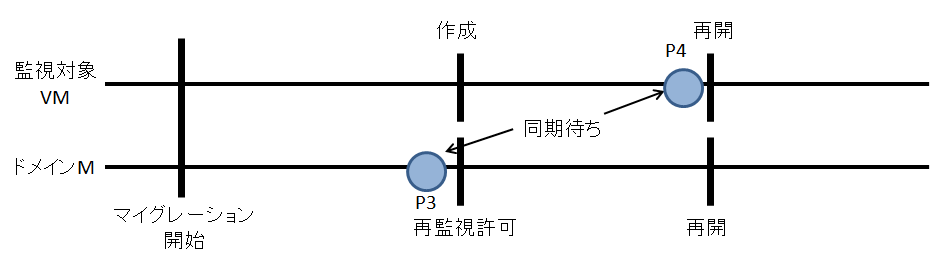 作成
再開
P4
監視対象
VM
同期待ち
ドメインM
P3
マイグレーション
開始
再監視許可
再開